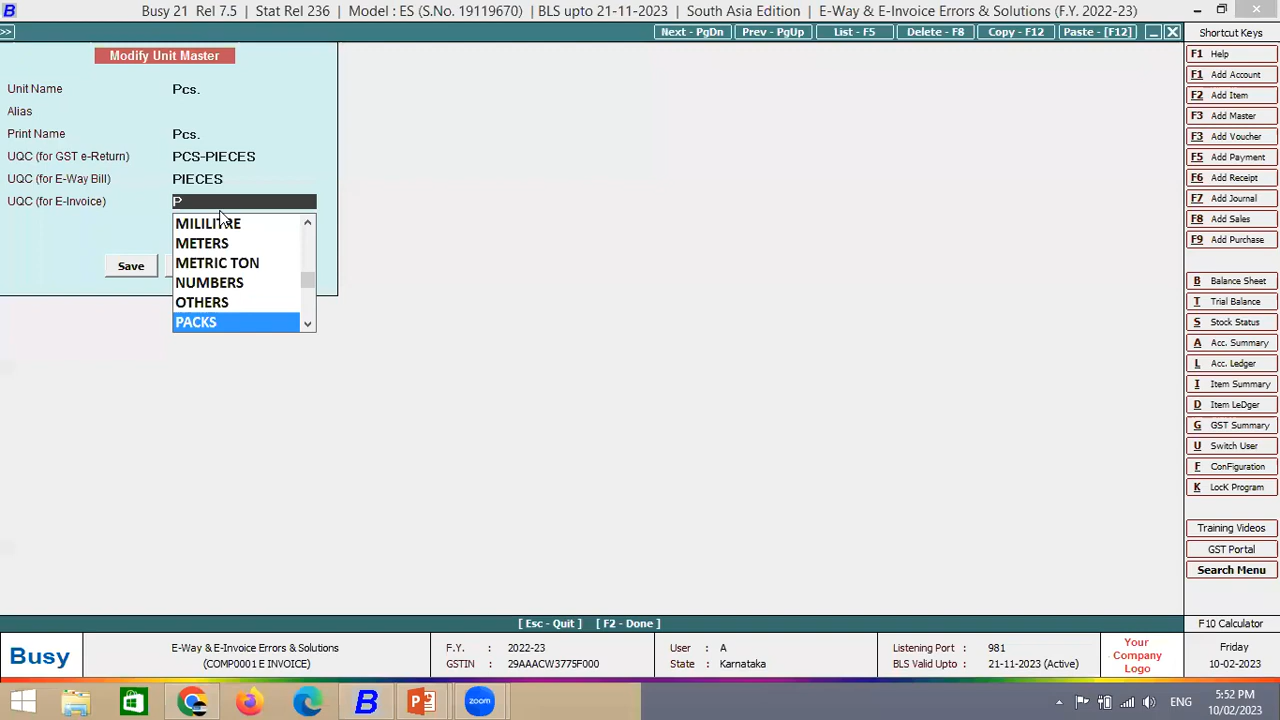 B
Busy 21 Rel 7.5 | Stat Rel 236 | Model : ES (S.No. 19119670) | BLS upto 21-11-2023 | South Asia Edition | E-Way & E-Invoice Errors & Solutions (F.Y. 2022-23)
>>
Next - PgDn
Prev - PgUp
List - F5
Delete - F8
Copy - F12
Paste - [F12]
Shortcut Keys
Modify Unit Master
Unit Name Pcs.
Alias
Print Name Pcs.
UQC (for GST e-Return) PCS-PIECES
UQC (for E-Way Bill) PIECES
UQC (for E-Invoice) P
MILILITRE
METERS
METRIC TON
NUMBERS
OTHERS
PACKS
Save
F1 Help
F1 Add Account
F2 Add Item
F3 Add Master
F3 Add Voucher
F5 Add Payment
F6 Add Receipt
F7 Add Journal
F8 Add Sales
F9 Add Purchase
B Balance Sheet
T Trial Balance
S Stock Status
A Acc. Summary
L Acc. Ledger
I Item Summary
D Item LeDger
G GST Summary
U Switch User
F ConFiguration
K LocK Program
Training Videos
GST Portal
Search Menu
F10 Calculator
[ Esc - Quit ] [ F2 - Done ]
Busy
E-Way & E-Invoice Errors & Solutions
(COMP0001 E INVOICE)
F.Y. : 2022-23
GSTIN : 29AAACW3775F000
User : A
State : Karnataka
Listening Port : 981
BLS Valid Upto : 21-11-2023 (Active)
Your
Company
Logo
Friday
10-02-2023
B
zoom
ENG
5:52 PM
10/02/2023